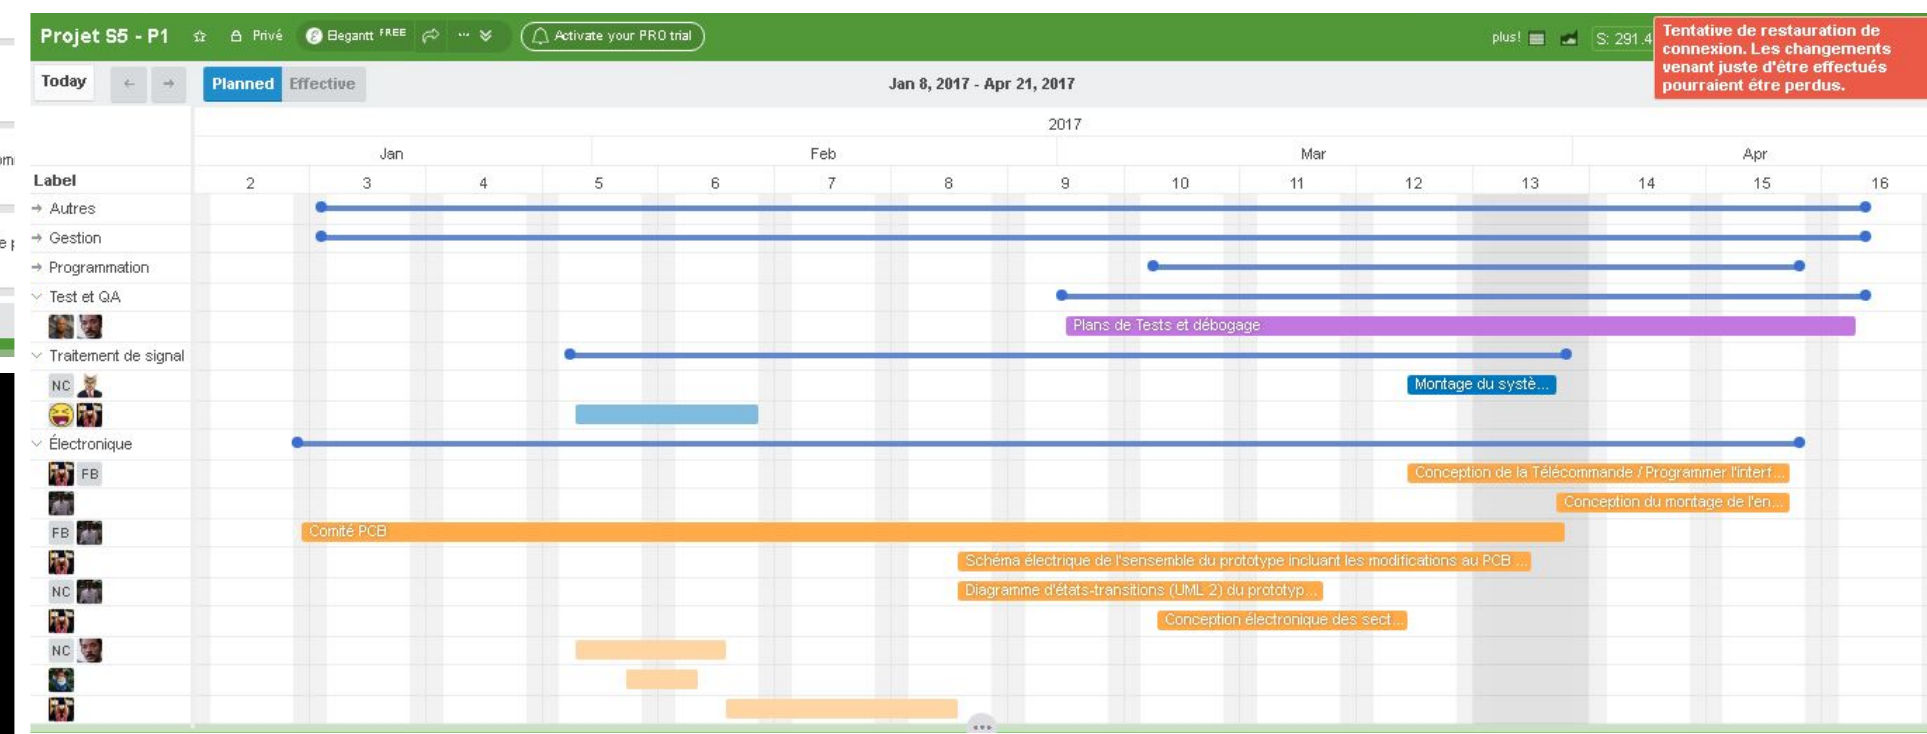 Projet S5 - P1 Privé Elegantt FREE ... Activate your PRO trial plus! S: 291.4
Tentative de restauration de
connexion. Les changements
venant juste d'être effectués
pourraient être perdus.
Today ← → Planned Effective Jan 8, 2017 - Apr 21, 2017
2017
Jan Feb Mar Apr
Label 2 3 4 5 6 7 8 9 10 11 12 13 14 15 16
→ Autres
→ Gestion
→ Programmation
Test et QA
Plans de Tests et débogage
Traitement de signal
NC Montage du systè...
Électronique
FB Conception de la Télécommande / Programmer l'interf...
Conception du montage de l'en...
FB Comité PCB
Schéma électrique de l'sensemble du prototype incluant les modifications au PCB ...
NC Diagramme d'états-transitions (UML 2) du prototyp...
Conception électronique des sect...
NC